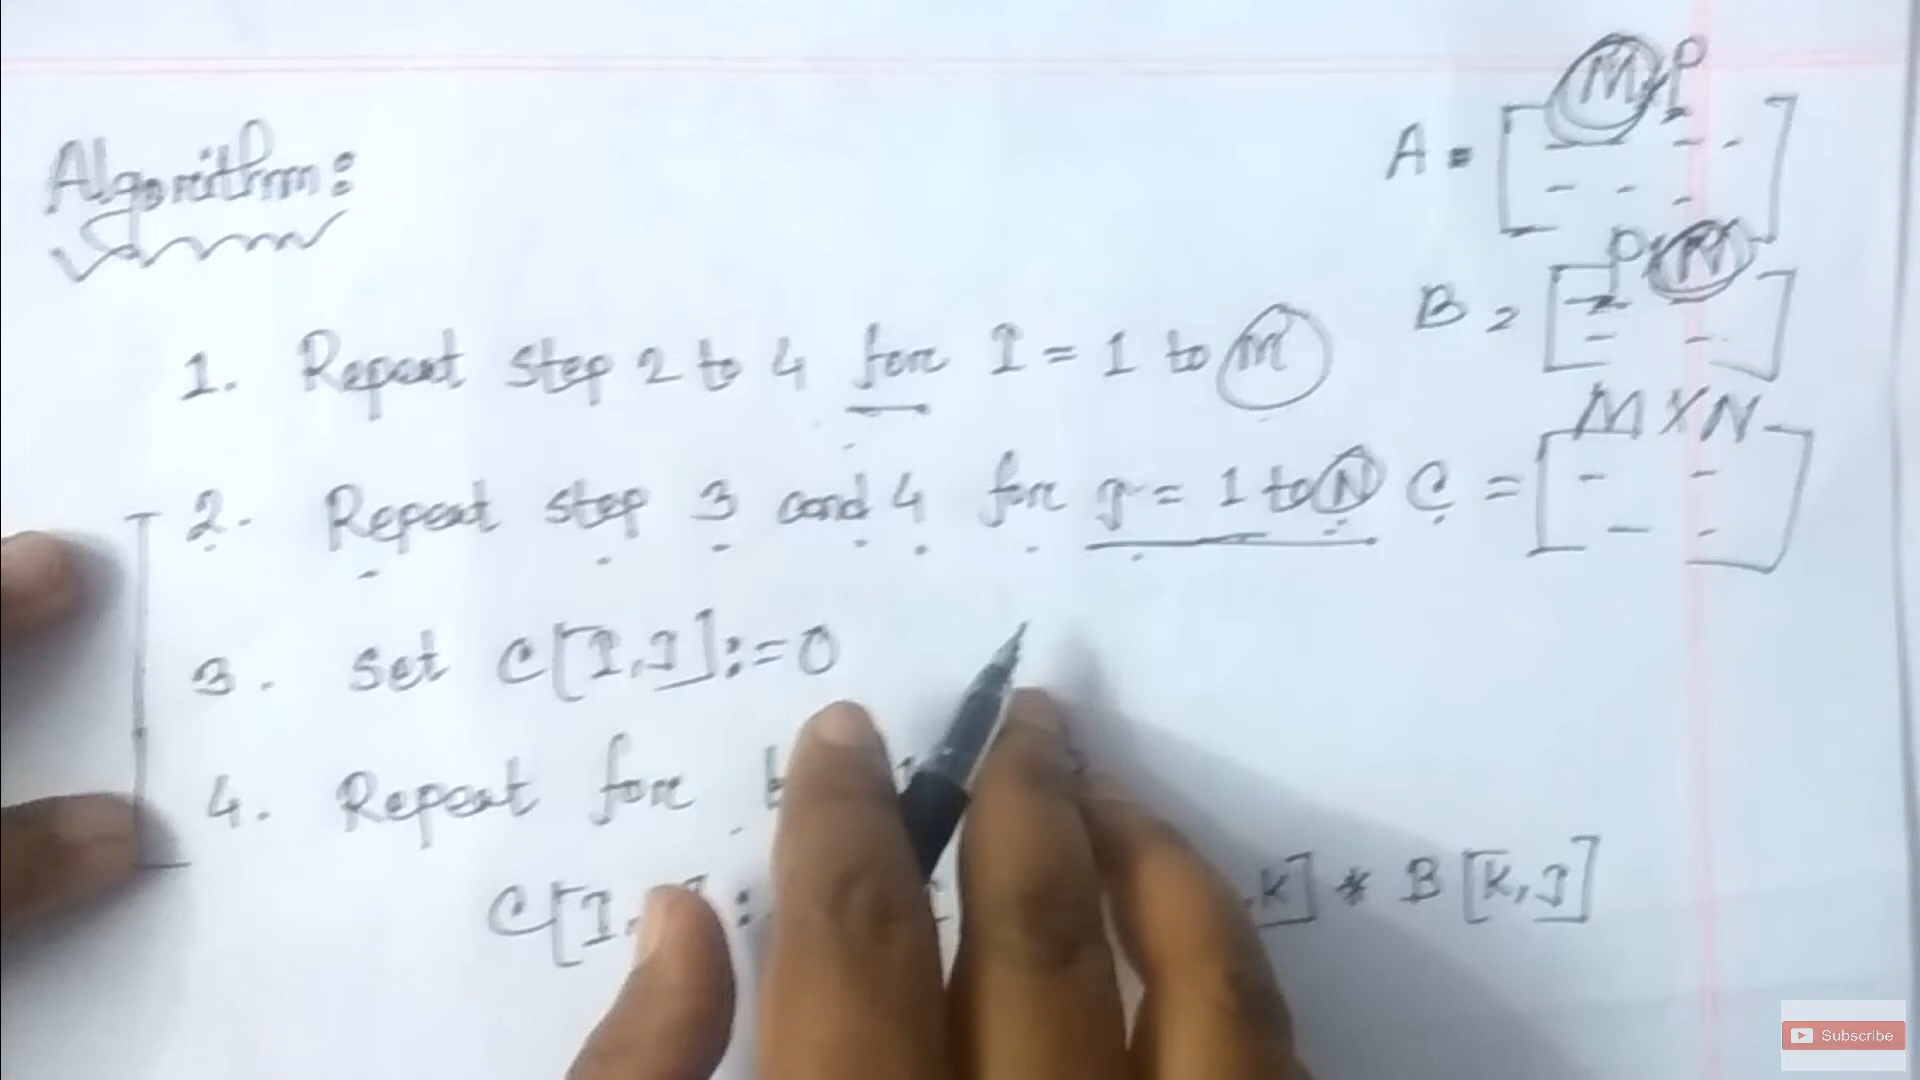 Algorithm:
M x P
A =
P x N
B =
1. Repeat step 2 to 4 for I = 1 to m
M X N
2. Repeat step 3 and 4 for J = 1 to N
C =
3. Set C[I,J]:=0
4. Repeat for
C[I, :
,K] * B[K,J]
Subscribe